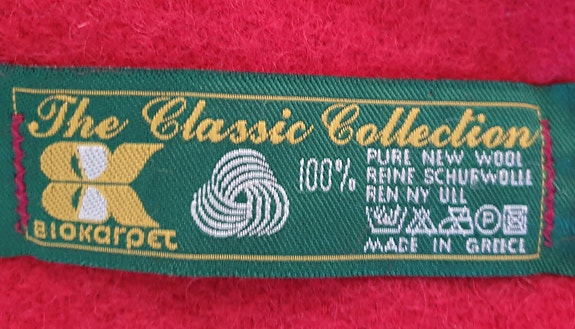 The Classic Collection
BIOKARPET
100%
PURE NEW WOOL
REINE SCHURWOLLE
REN NY ULL
P
MADE IN GREECE